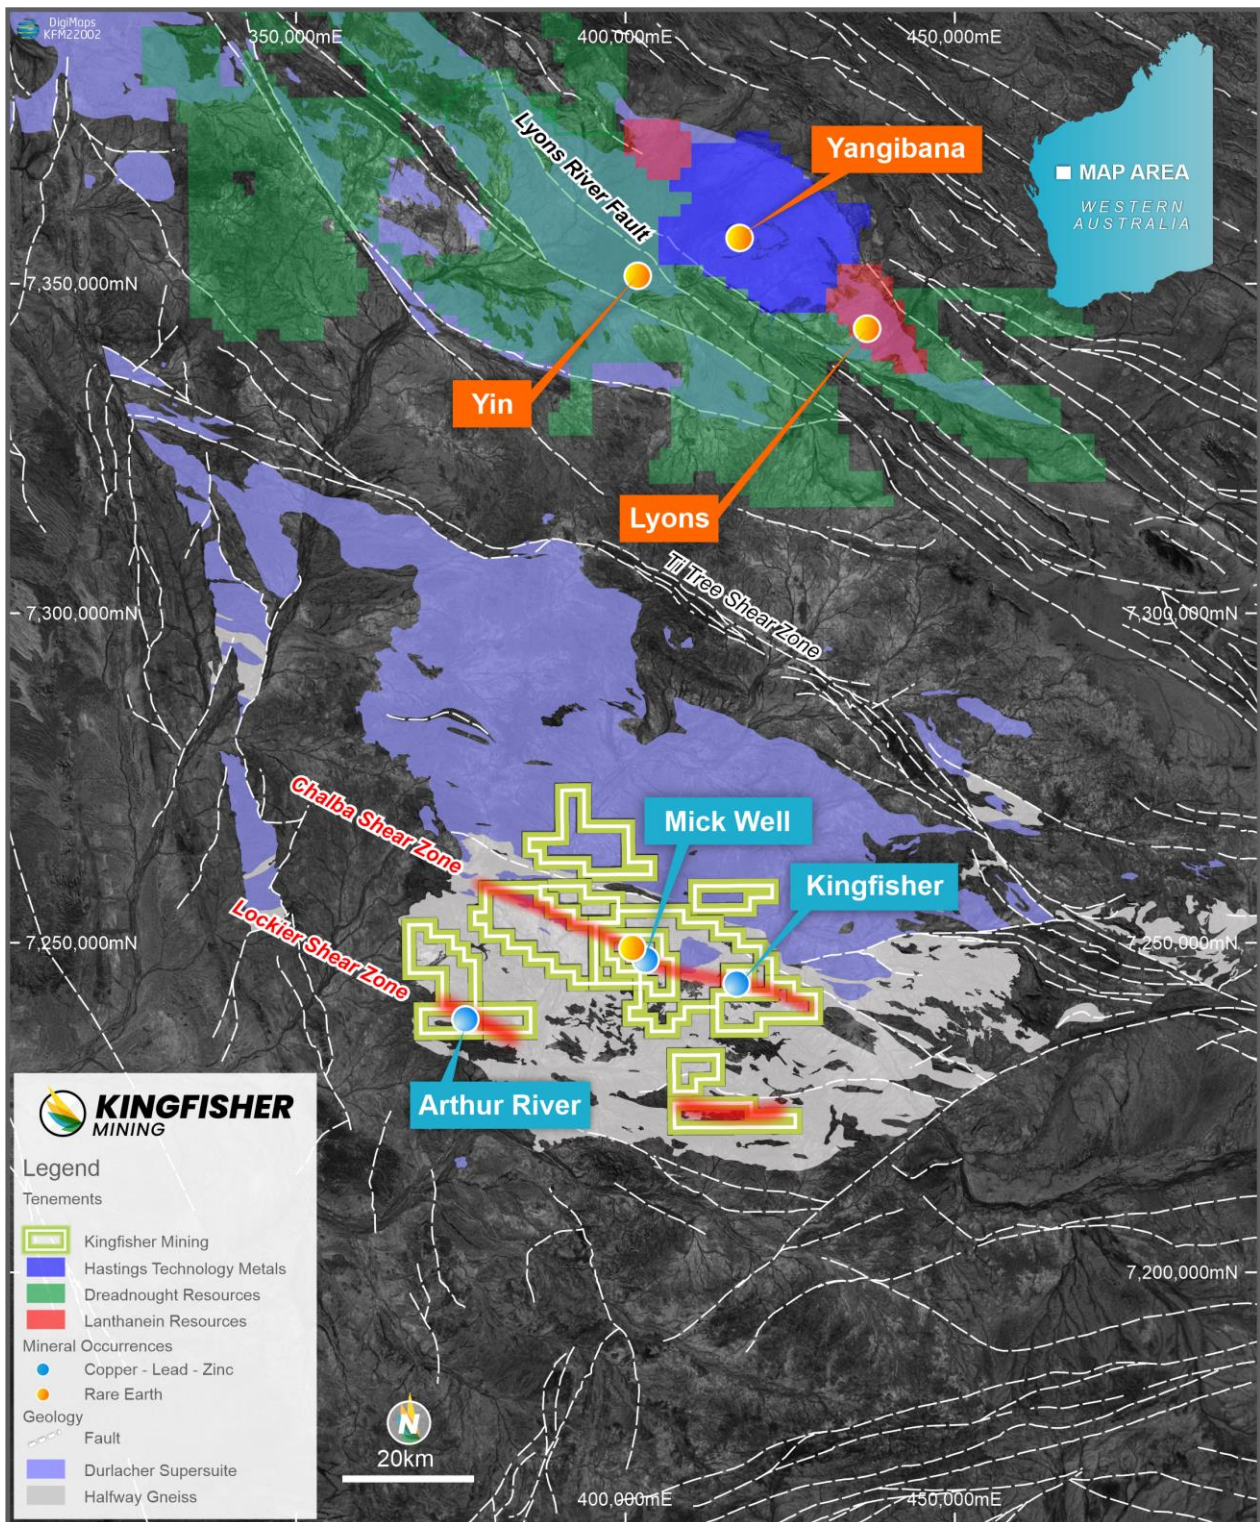 DigiMaps
KFM22002
350,000mE
400,000mE
450,000mE
Lyons River Fault
Yangibana
MAP AREA
WESTERN
AUSTRALIA
7,350,000mN
Yin
Lyons
Ti Tree Shear Zone
7,300,000mN
7,300,000mN
Chalba Shear Zone
Mick Well
Kingfisher
Lockier Shear Zone
7,250,000mN
7,250,000mN
Arthur River
KINGFISHER
MINING
Legend
Tenements
Kingfisher Mining
Hastings Technology Metals
Dreadnought Resources
Lanthanein Resources
Mineral Occurrences
Copper - Lead - Zinc
Rare Earth
Geology
Fault
Durlacher Supersuite
Halfway Gneiss
7,200,000mN
N
20km
400,000mE
450,000mE